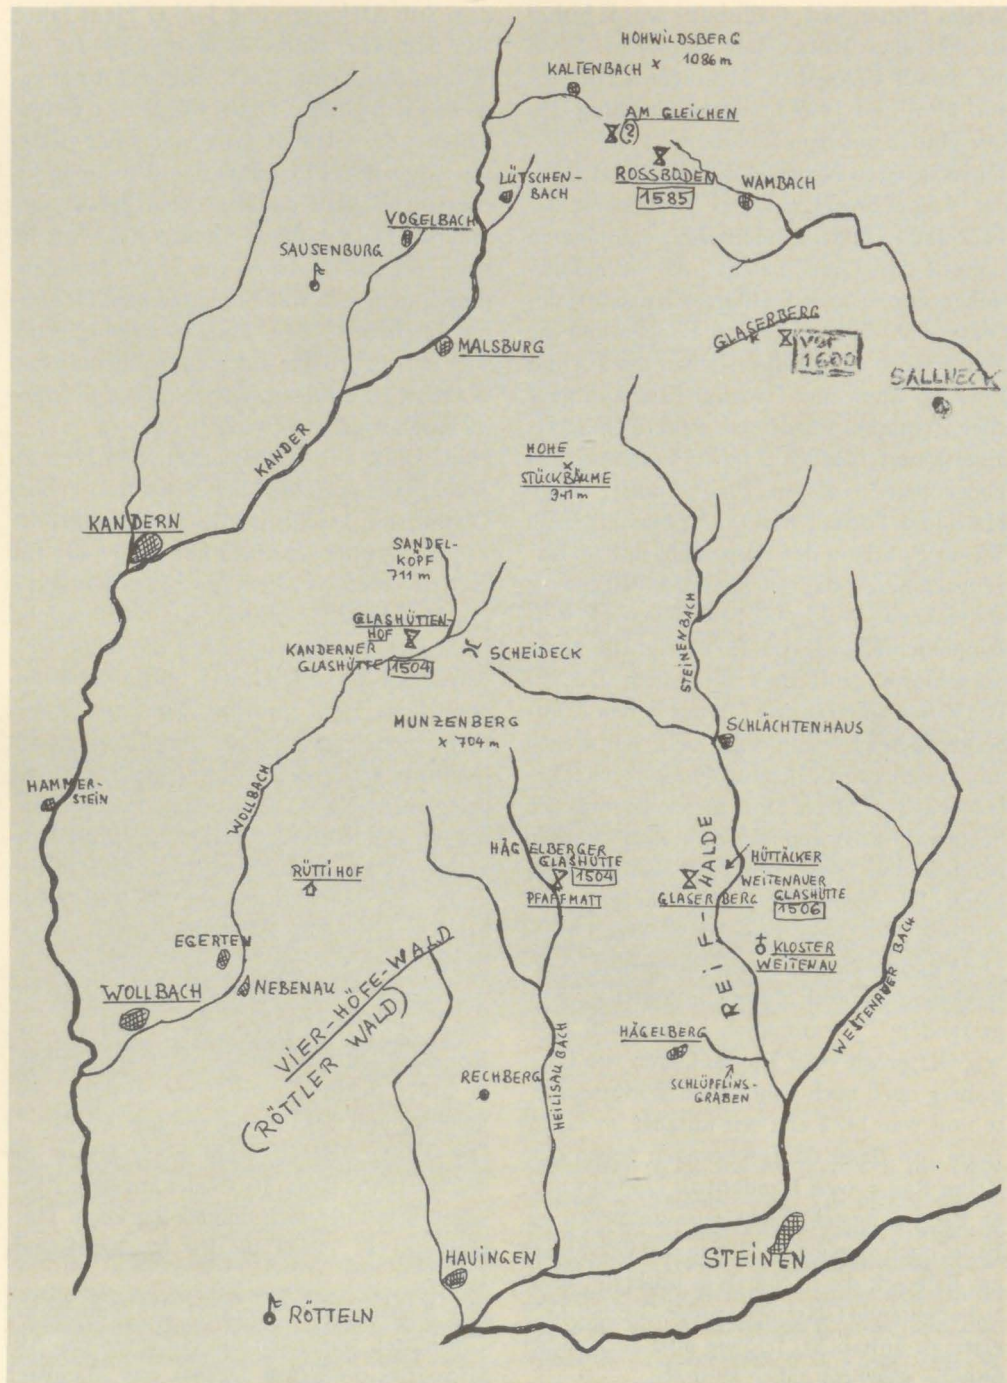 HOHWILDSBERG
x 1086 m
KALTENBACH
AM GLEICHEN
(?)
ROSSBODEN
1585
WAMBACH
LÜTSCHEN-
BACH
VOGELBACH
SAUSENBURG
MALSBURG
GLASERBERG
VOR
1600
SALLNECK
KANDER
HOHE
x
STÜCKBÄUME
941 m
KANDERN
SANDEL-
KOPF
711 m
GLASHÜTTEN-
HOF
KANDERNER
GLASHÜTTE 1504
SCHEIDECK
STEINENBACH
MUNZENBERG
x 704 m
SCHLÄCHTENHAUS
HAMMER-
STEIN
WOLLBACH
RÜTTIHOF
HÄGELBERGER
GLASHÜTTE
1504
PFAFFMATT
REIF-HALDE
HÜTTÄCKER
GLASERBERG
WEITENAUER
GLASHÜTTE
1506
KLOSTER
WEITENAU
EGERTEN
NEBENAU
WOLLBACH
VIER-HÖFE-WALD
(RÖTTLER WALD)
WEITENAUER BACH
HÄGELBERG
SCHLÜPFLINS-
GRABEN
RECHBERG
HEILISAUBACH
STEINEN
HAUINGEN
RÖTTELN